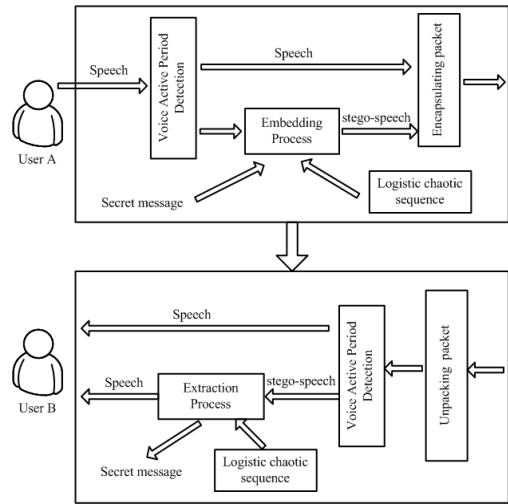 Speech
User A
Voice Active Period
Detection
Speech
Embedding
Process
stego-speech
Encapsulating packet
Secret message
Logistic chaotic
sequence
Speech
User B
Speech
Extraction
Process
stego-speech
Voice Active Period
Detection
Unpacking packet
Secret message
Logistic chaotic
sequence